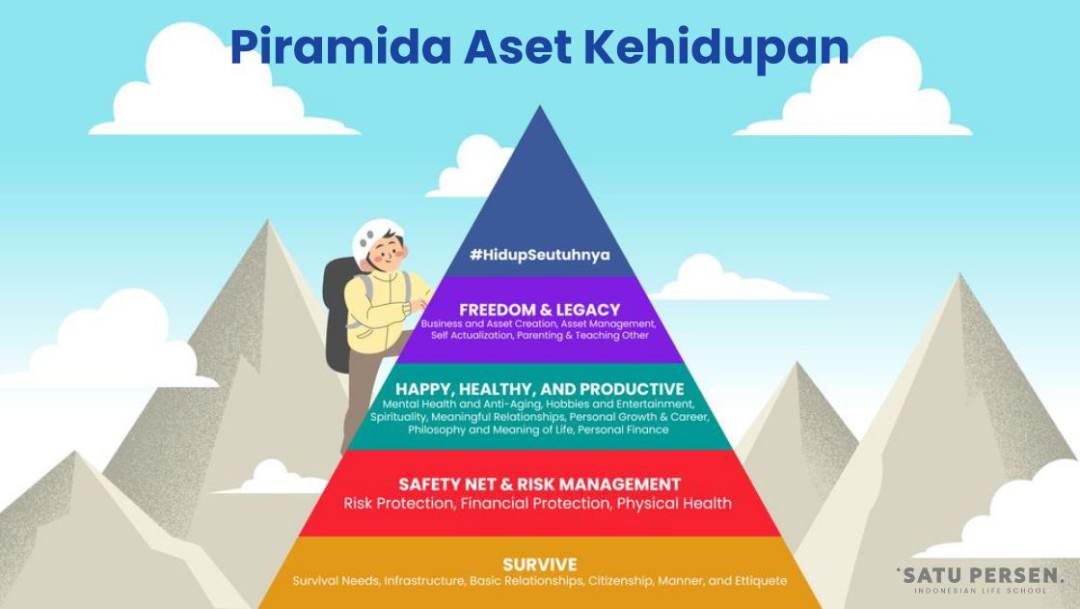 Piramida Aset Kehidupan
#HidupSeutuhnya
FREEDOM & LEGACY
Business and Asset Creation, Asset Management,
Self Actualization, Parenting & Teaching Other
HAPPY, HEALTHY, AND PRODUCTIVE
Mental Health and Anti-Aging, Hobbies and Entertainment,
Spirituality, Meaningful Relationships, Personal Growth & Career,
Philosophy and Meaning of Life, Personal Finance
SAFETY NET & RISK MANAGEMENT
Risk Protection, Financial Protection, Physical Health
SURVIVE
Survival Needs, Infrastructure, Basic Relationships, Citizenship, Manner, and Ettiquete
SATU PERSEN.
INDONESIAN LIFE SCHOOL